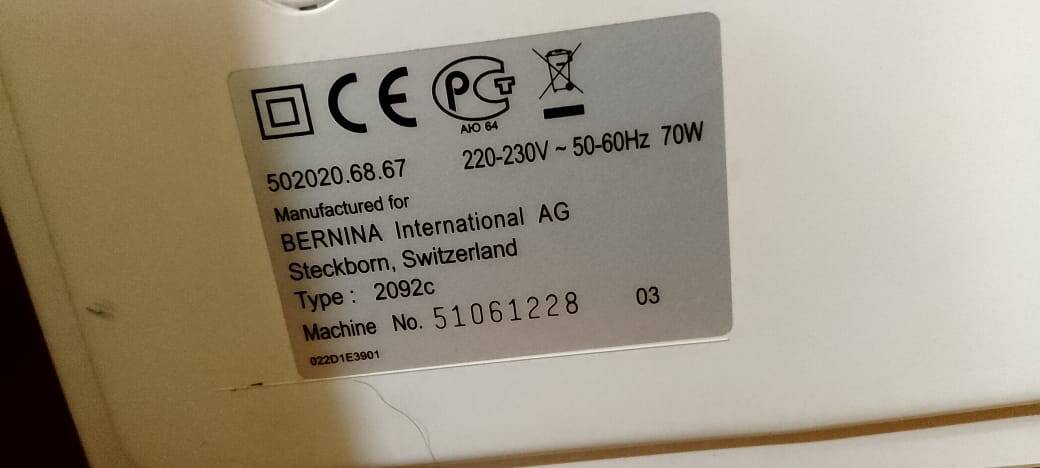 CE PCT
АЮ 64
502020.68.67 220-230V ~ 50-60Hz 70W
Manufactured for
BERNINA International AG
Steckborn, Switzerland
Type : 2092c
Machine No. 51061228 03
022D1E3901